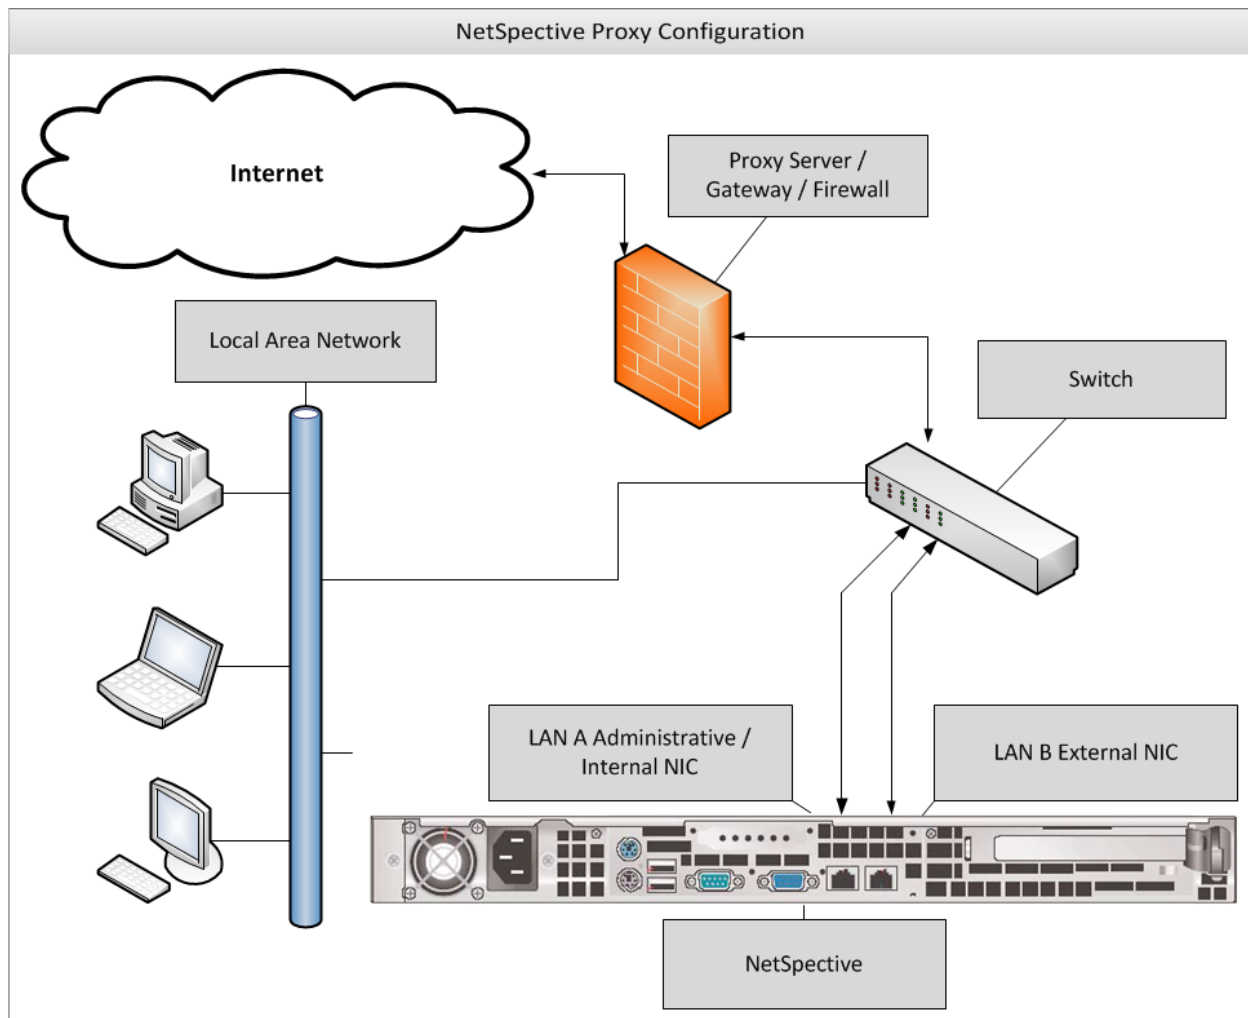 NetSpective Proxy Configuration
Internet
Proxy Server /
Gateway / Firewall
Local Area Network
Switch
LAN A Administrative /
Internal NIC
LAN B External NIC
NetSpective